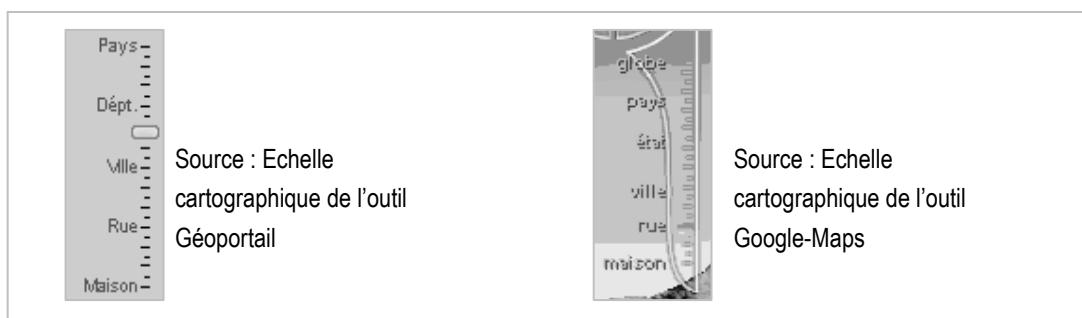 Pays
Dépt.
Ville
Rue
Maison
Source : Echelle
cartographique de l'outil
Géoportail
globe
pays
état
ville
rue
maison
Source : Echelle
cartographique de l'outil
Google-Maps